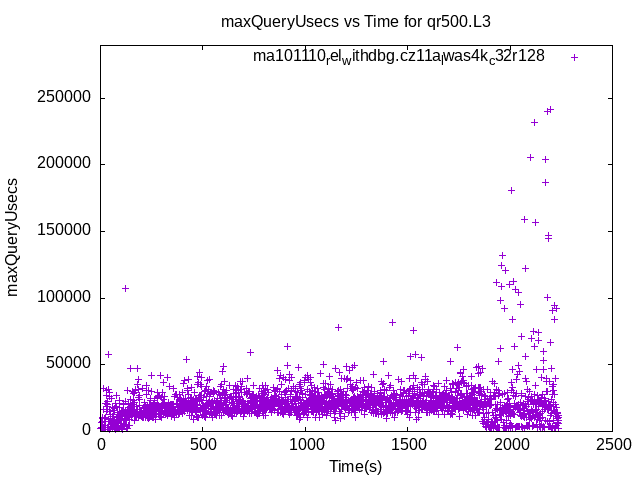 maxQueryUsecs vs Time for qr500.L3
ma101110_rel_withdbg.cz11a_lwas4k_c32r128
250000
200000
150000
100000
50000
0
maxQueryUsecs
0 500 1000 1500 2000 2500
Time(s)